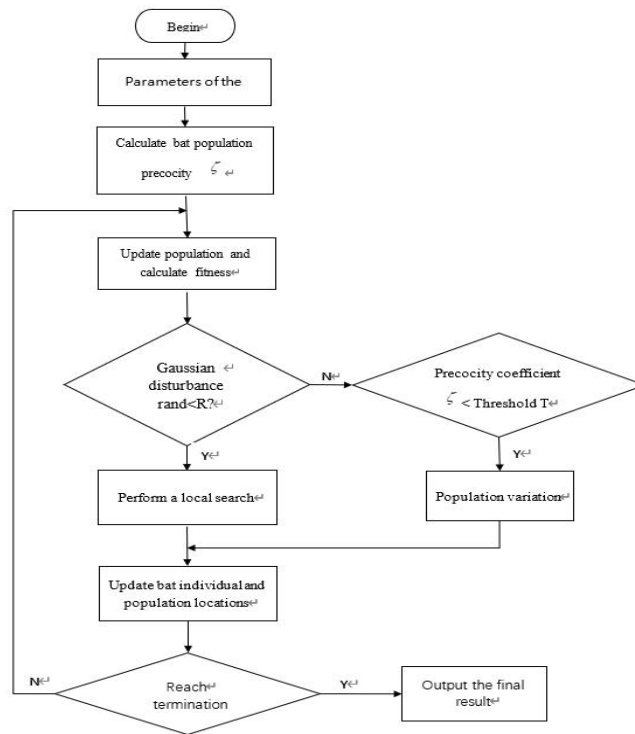 Begin
Parameters of the
Calculate bat population
precocity ζ
Update population and
calculate fitness
Gaussian
disturbance
rand<R?
N
Precocity coefficient
ζ < Threshold T
Y
Y
Perform a local search
Population variation
Update bat individual and
population locations
N
Reach
termination
Y
Output the final
result